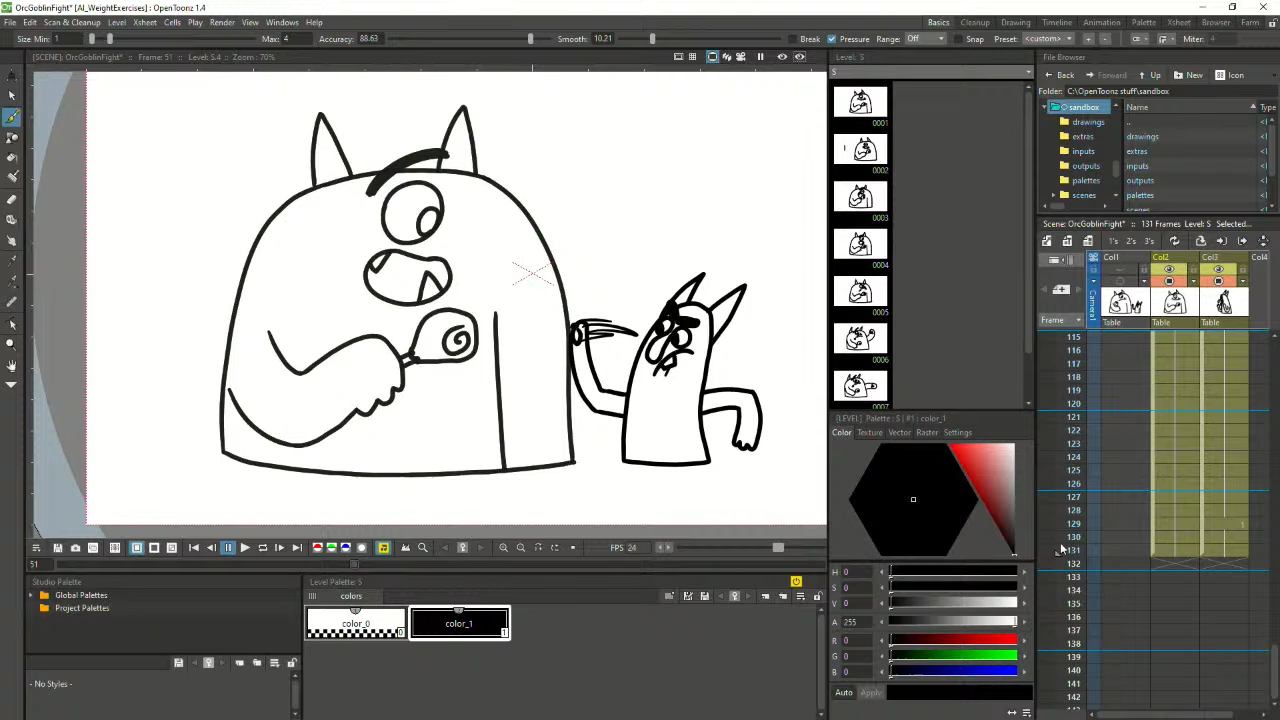 OrcGoblinFight* [AI_WeightExercises] : OpenToonz 1.4
File Edit Scan & Cleanup Level Xsheet Cells Play Render View Windows Help
Basics Cleanup Drawing Timeline Animation Palette Xsheet Browser Farm
Size Min: 1 Max: 4 Accuracy: 88.63 Smooth: 10.21 Break Pressure Range: Off Snap Preset: <custom> + - Miter: 4
[SCENE]: OrcGoblinFight* :: Frame: 51 :: Level: S.4 :: Zoom: 70%
Level: S
File Browser
S
Back Forward Up New Icon
Folder: C:\OpenToonz stuff\sandbox
sandbox
drawings
extras
inputs
outputs
palettes
scenes
Name Type
..
drawings
extras
inputs
outputs
palettes
0001
0002
0003
0004
0005
0006
0007
Scene: OrcGoblinFight* :: 131 Frames Level: S Selected...
1's 2's 3's
Col1 Col2 Col3 Col4
Camera1
Frame Table Table Table
115
116
117
118
119
120
121
122
123
124
125
126
127
128
129 1
130
131
132
133
134
135
136
137
138
139
140
141
142
[LEVEL] Palette : S | #1 : color_1
Color Texture Vector Raster Settings
H 0
S 0
V 0
A 255
R 0
G 0
B 0
Auto Apply
FPS 24
51
Studio Palette
Global Palettes
Project Palettes
- No Styles -
Level Palette: S
colors
color_0 0
color_1 1